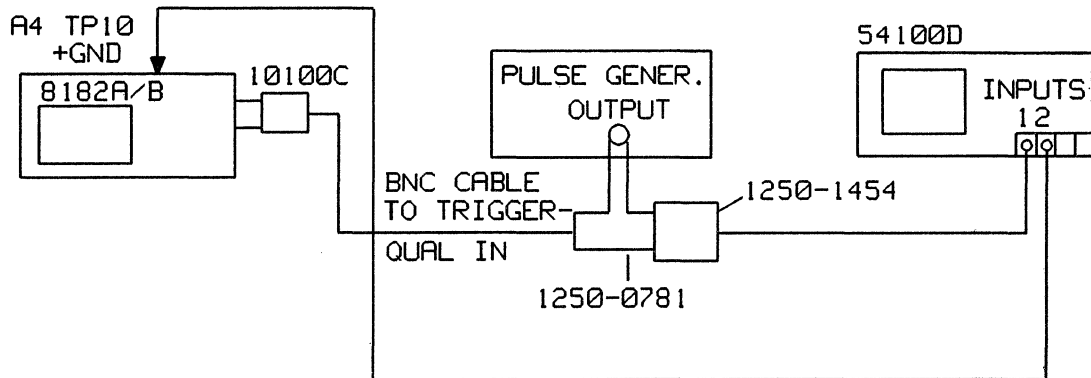 A4 TP10
+GND
8182A/B
10100C
PULSE GENER.
OUTPUT
54100D
INPUTS
1 2
BNC CABLE
TO TRIGGER-
QUAL IN
1250-1454
1250-0781